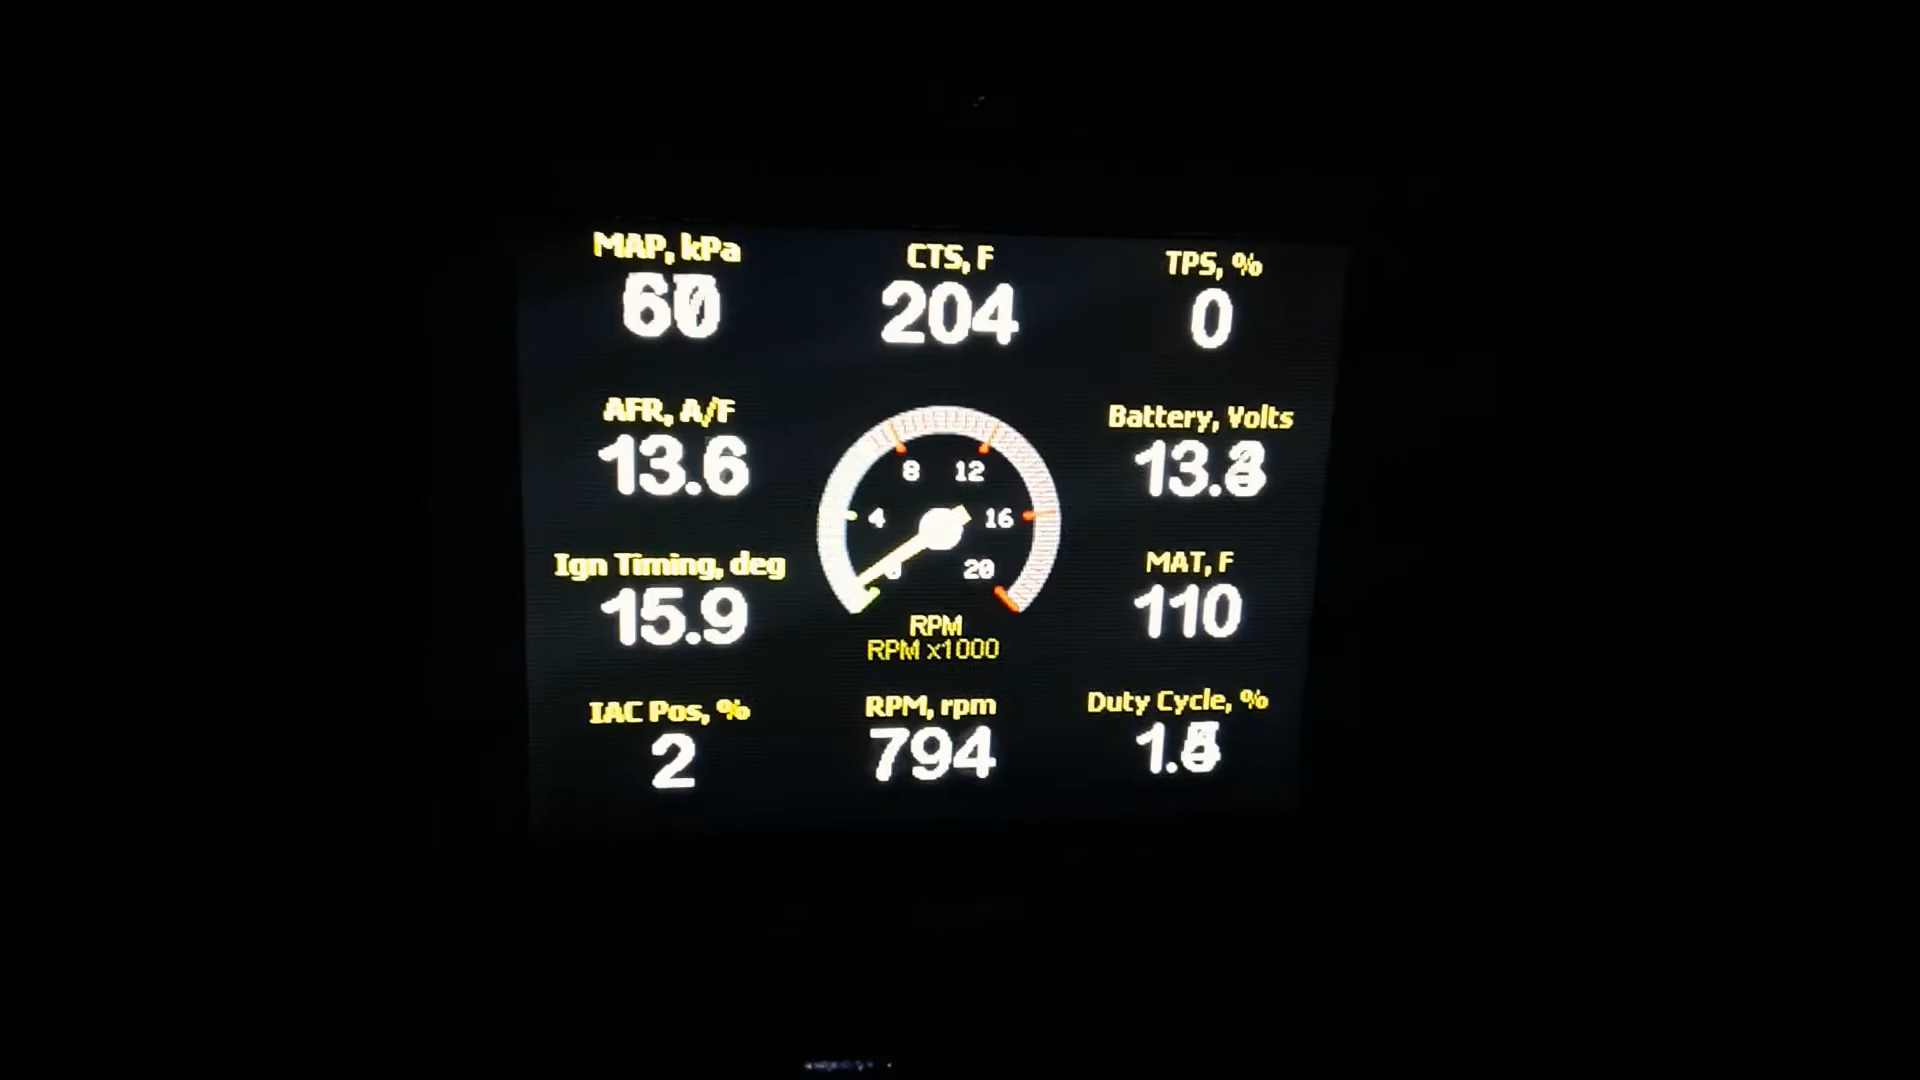 MAP, kPa
CTS, F
204
TPS, %
0
AFR, A/F
13.6
Battery, Volts
Ign Timing, deg
15.9
4
8
12
16
20
RPM
RPM x1000
MAT, F
110
IAC Pos, %
2
RPM, rpm
794
Duty Cycle, %